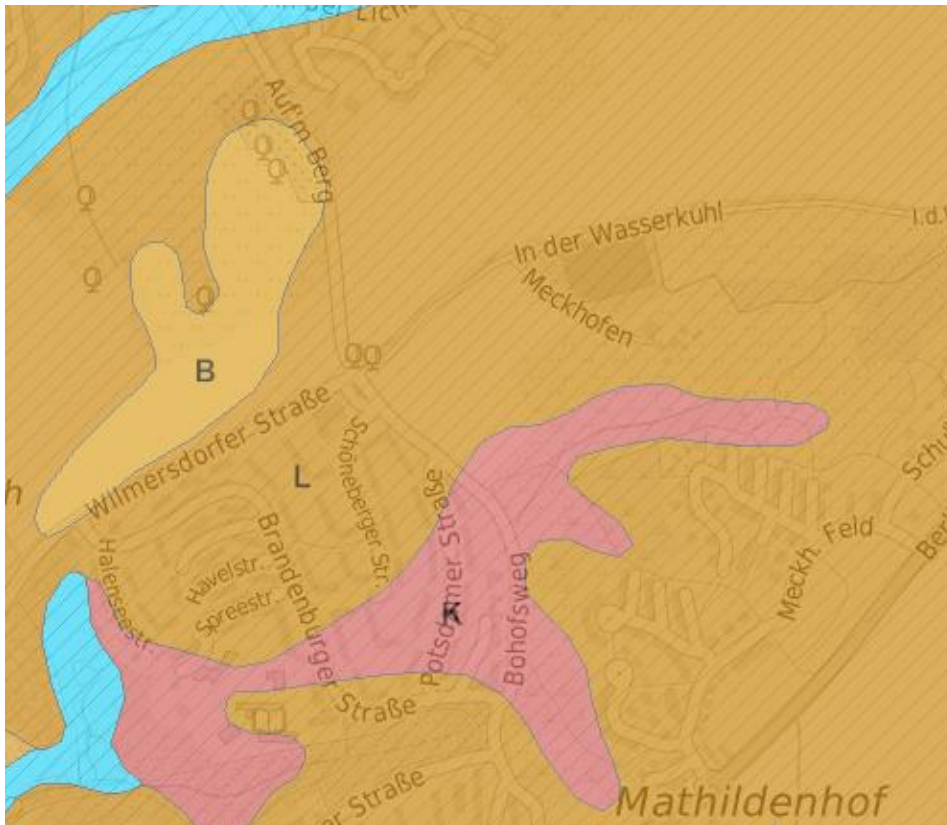 Auf'm Berg
In der Wasserkuhl
I.d.
Meckhofen
B
Wilmersdorfer Straße
L
Schöneberger Str.
h
Potsdamer Straße
Brandenburger Straße
Havelstr.
Spreestr.
Halenseestr.
K
Bohofsweg
Meckh. Feld
Mathildenhof
er Straße